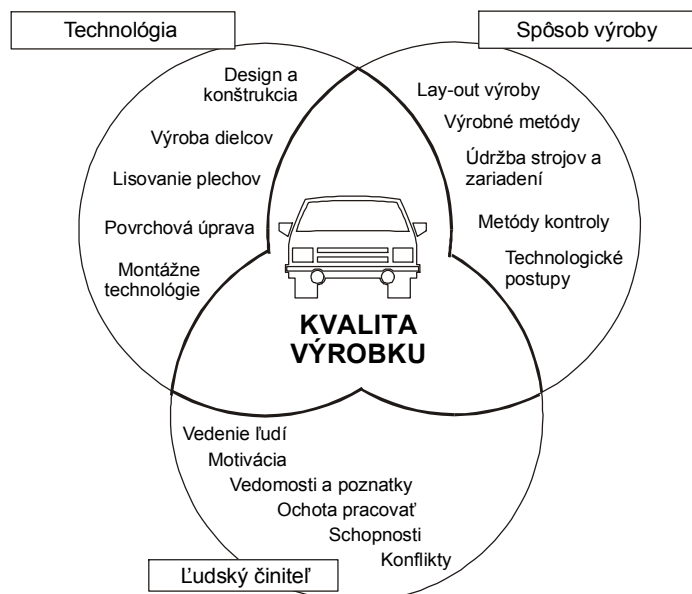 Technológia
Design a
konštrukcia
Výroba dielcov
Lisovanie plechov
Povrchová úprava
Montážne
technológie
Spôsob výroby
Lay-out výroby
Výrobné metódy
Údržba strojov a
zariadení
Metódy kontroly
Technologické
postupy
KVALITA
VÝROBKU
Vedenie ľudí
Motivácia
Vedomosti a poznatky
Ochota pracovať
Schopnosti
Konflikty
Ľudský činiteľ